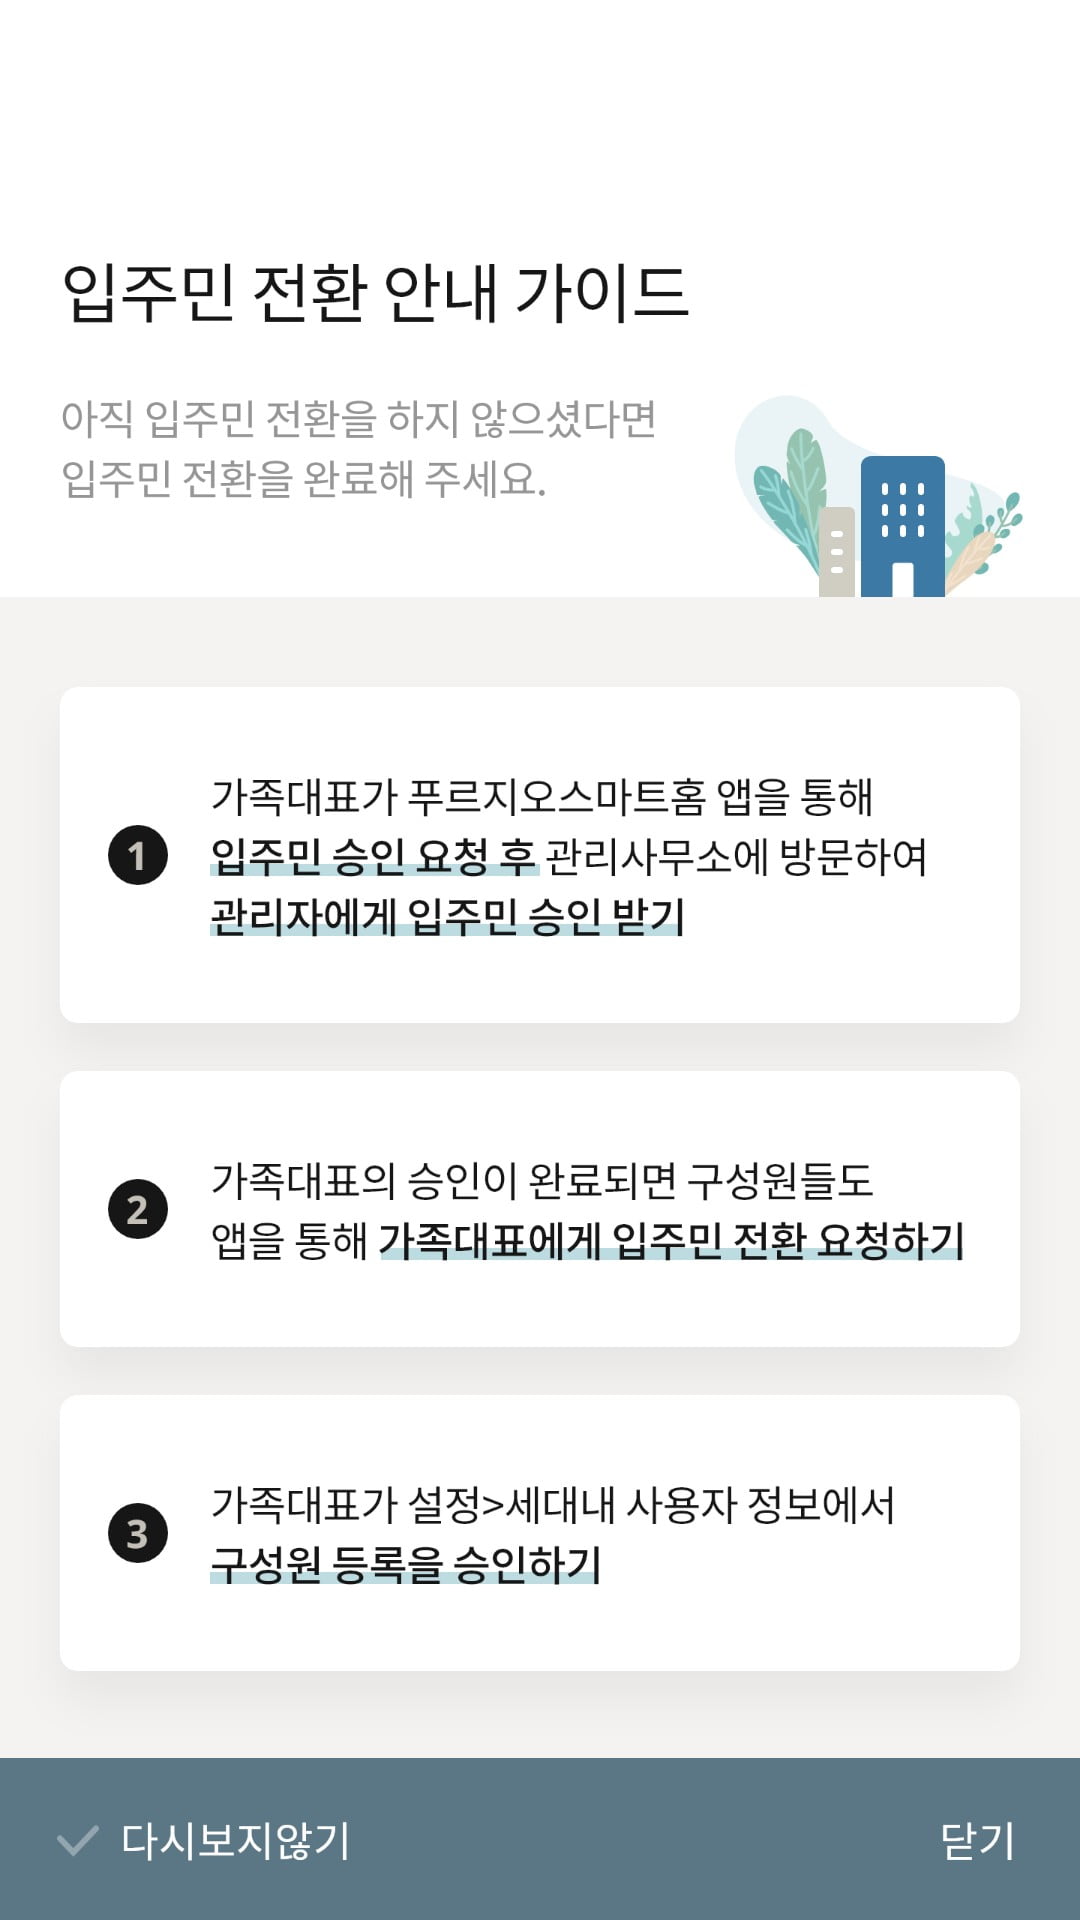 입주민 전환 안내 가이드
아직 입주민 전환을 하지 않으셨다면
입주민 전환을 완료해 주세요.
1
가족대표가 푸르지오스마트홈 앱을 통해
입주민 승인 요청 후 관리사무소에 방문하여
관리자에게 입주민 승인 받기
2
가족대표의 승인이 완료되면 구성원들도
앱을 통해 가족대표에게 입주민 전환 요청하기
3
가족대표가 설정>세대내 사용자 정보에서
구성원 등록을 승인하기
다시보지않기
닫기